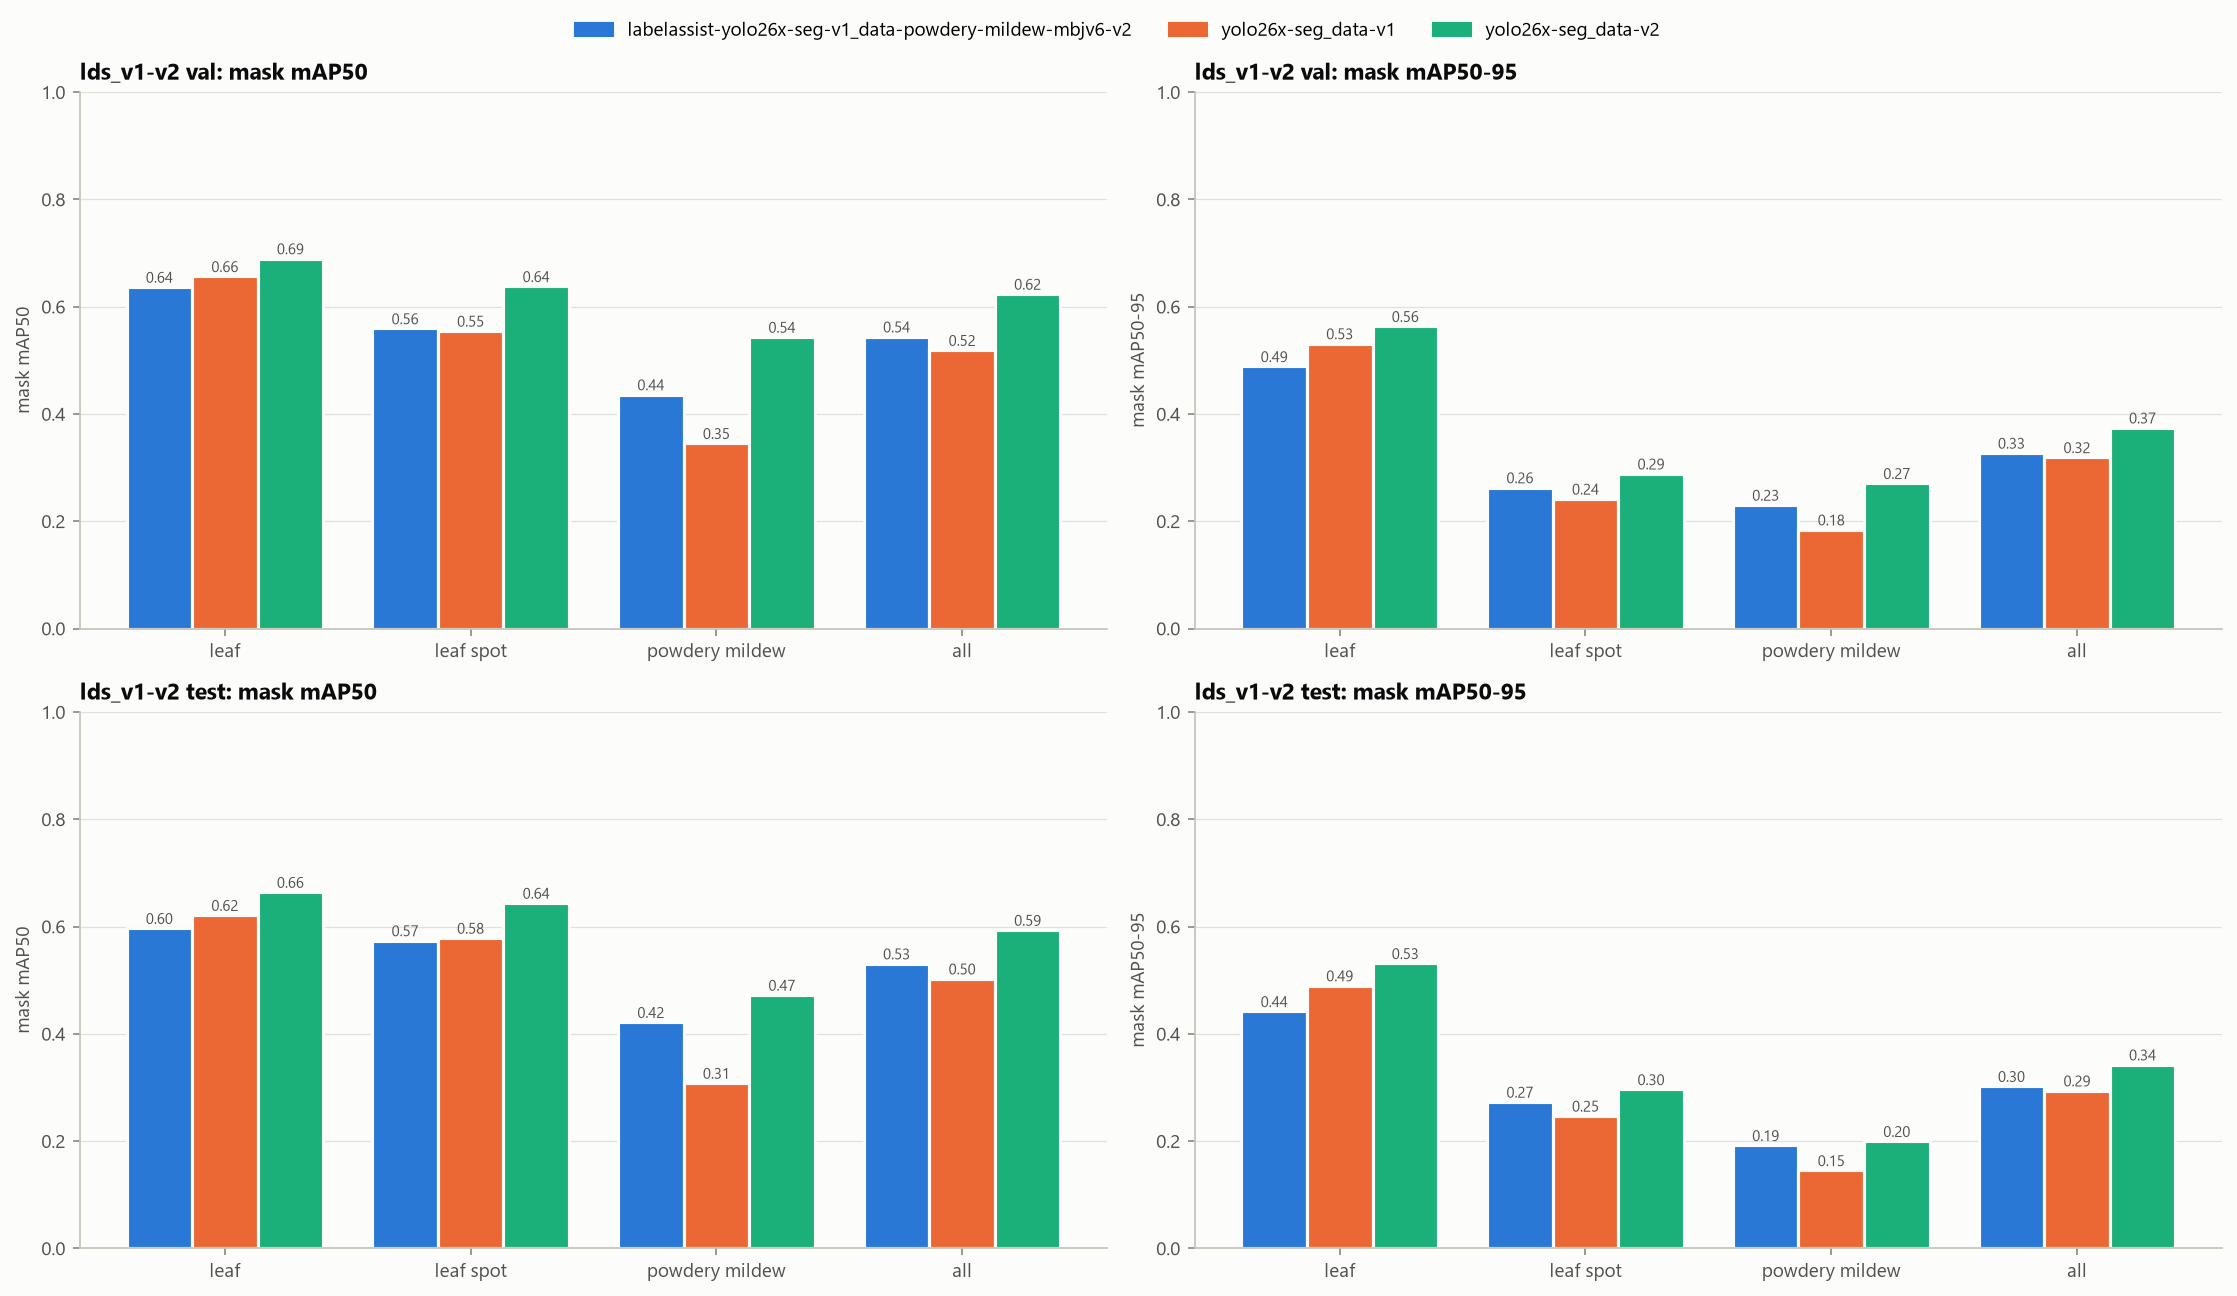 labelassist-yolo26x-seg-v1_data-powdery-mildew-mbjv6-v2 yolo26x-seg_data-v1 yolo26x-seg_data-v2
lds_v1-v2 val: mask mAP50
mask mAP50
1.0
0.8
0.6
0.4
0.2
0.0
0.64 0.66 0.69
0.56 0.55 0.64
0.44 0.35 0.54
0.54 0.52 0.62
leaf leaf spot powdery mildew all
lds_v1-v2 val: mask mAP50-95
mask mAP50-95
1.0
0.8
0.6
0.4
0.2
0.0
0.49 0.53 0.56
0.26 0.24 0.29
0.23 0.18 0.27
0.33 0.32 0.37
leaf leaf spot powdery mildew all
lds_v1-v2 test: mask mAP50
mask mAP50
1.0
0.8
0.6
0.4
0.2
0.0
0.60 0.62 0.66
0.57 0.58 0.64
0.42 0.31 0.47
0.53 0.50 0.59
leaf leaf spot powdery mildew all
lds_v1-v2 test: mask mAP50-95
mask mAP50-95
1.0
0.8
0.6
0.4
0.2
0.0
0.44 0.49 0.53
0.27 0.25 0.30
0.19 0.15 0.20
0.30 0.29 0.34
leaf leaf spot powdery mildew all